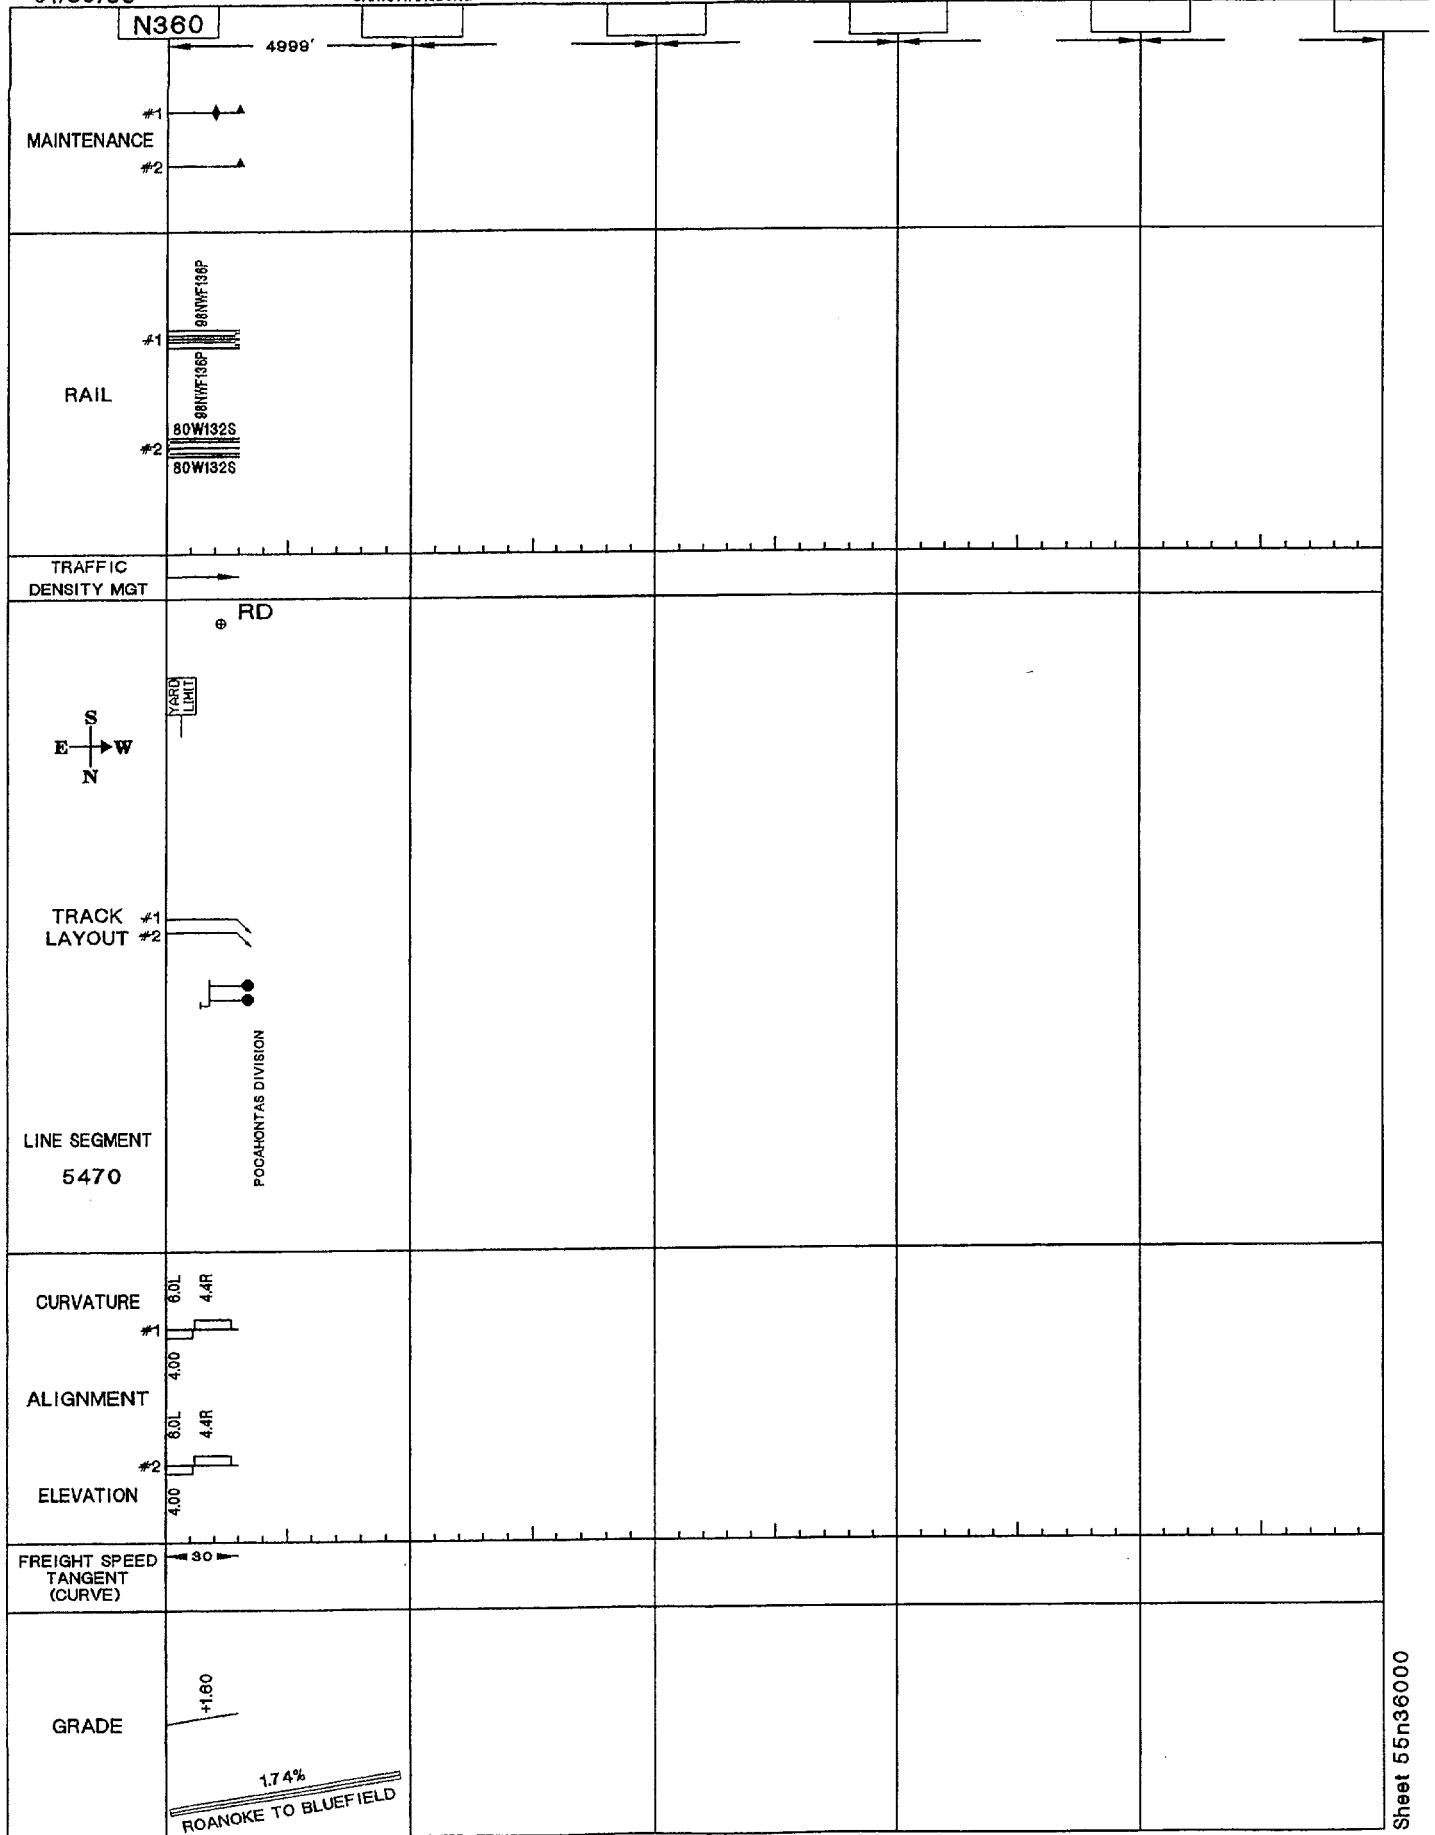 N360
4999'
#1
MAINTENANCE
#2
98NWF136P
#1
98NWF136P
RAIL
80W132S
#2
80W132S
TRAFFIC
DENSITY MGT
RD
YARD
LIMIT
S
E W
N
TRACK #1
LAYOUT #2
POCAHONTAS DIVISION
LINE SEGMENT
5470
6.0L 4.4R
CURVATURE
#1
4.00
ALIGNMENT
6.0L 4.4R
#2
ELEVATION
4.00
FREIGHT SPEED
TANGENT
(CURVE)
30
+1.60
GRADE
1.74%
ROANOKE TO BLUEFIELD
Sheet 55n36000